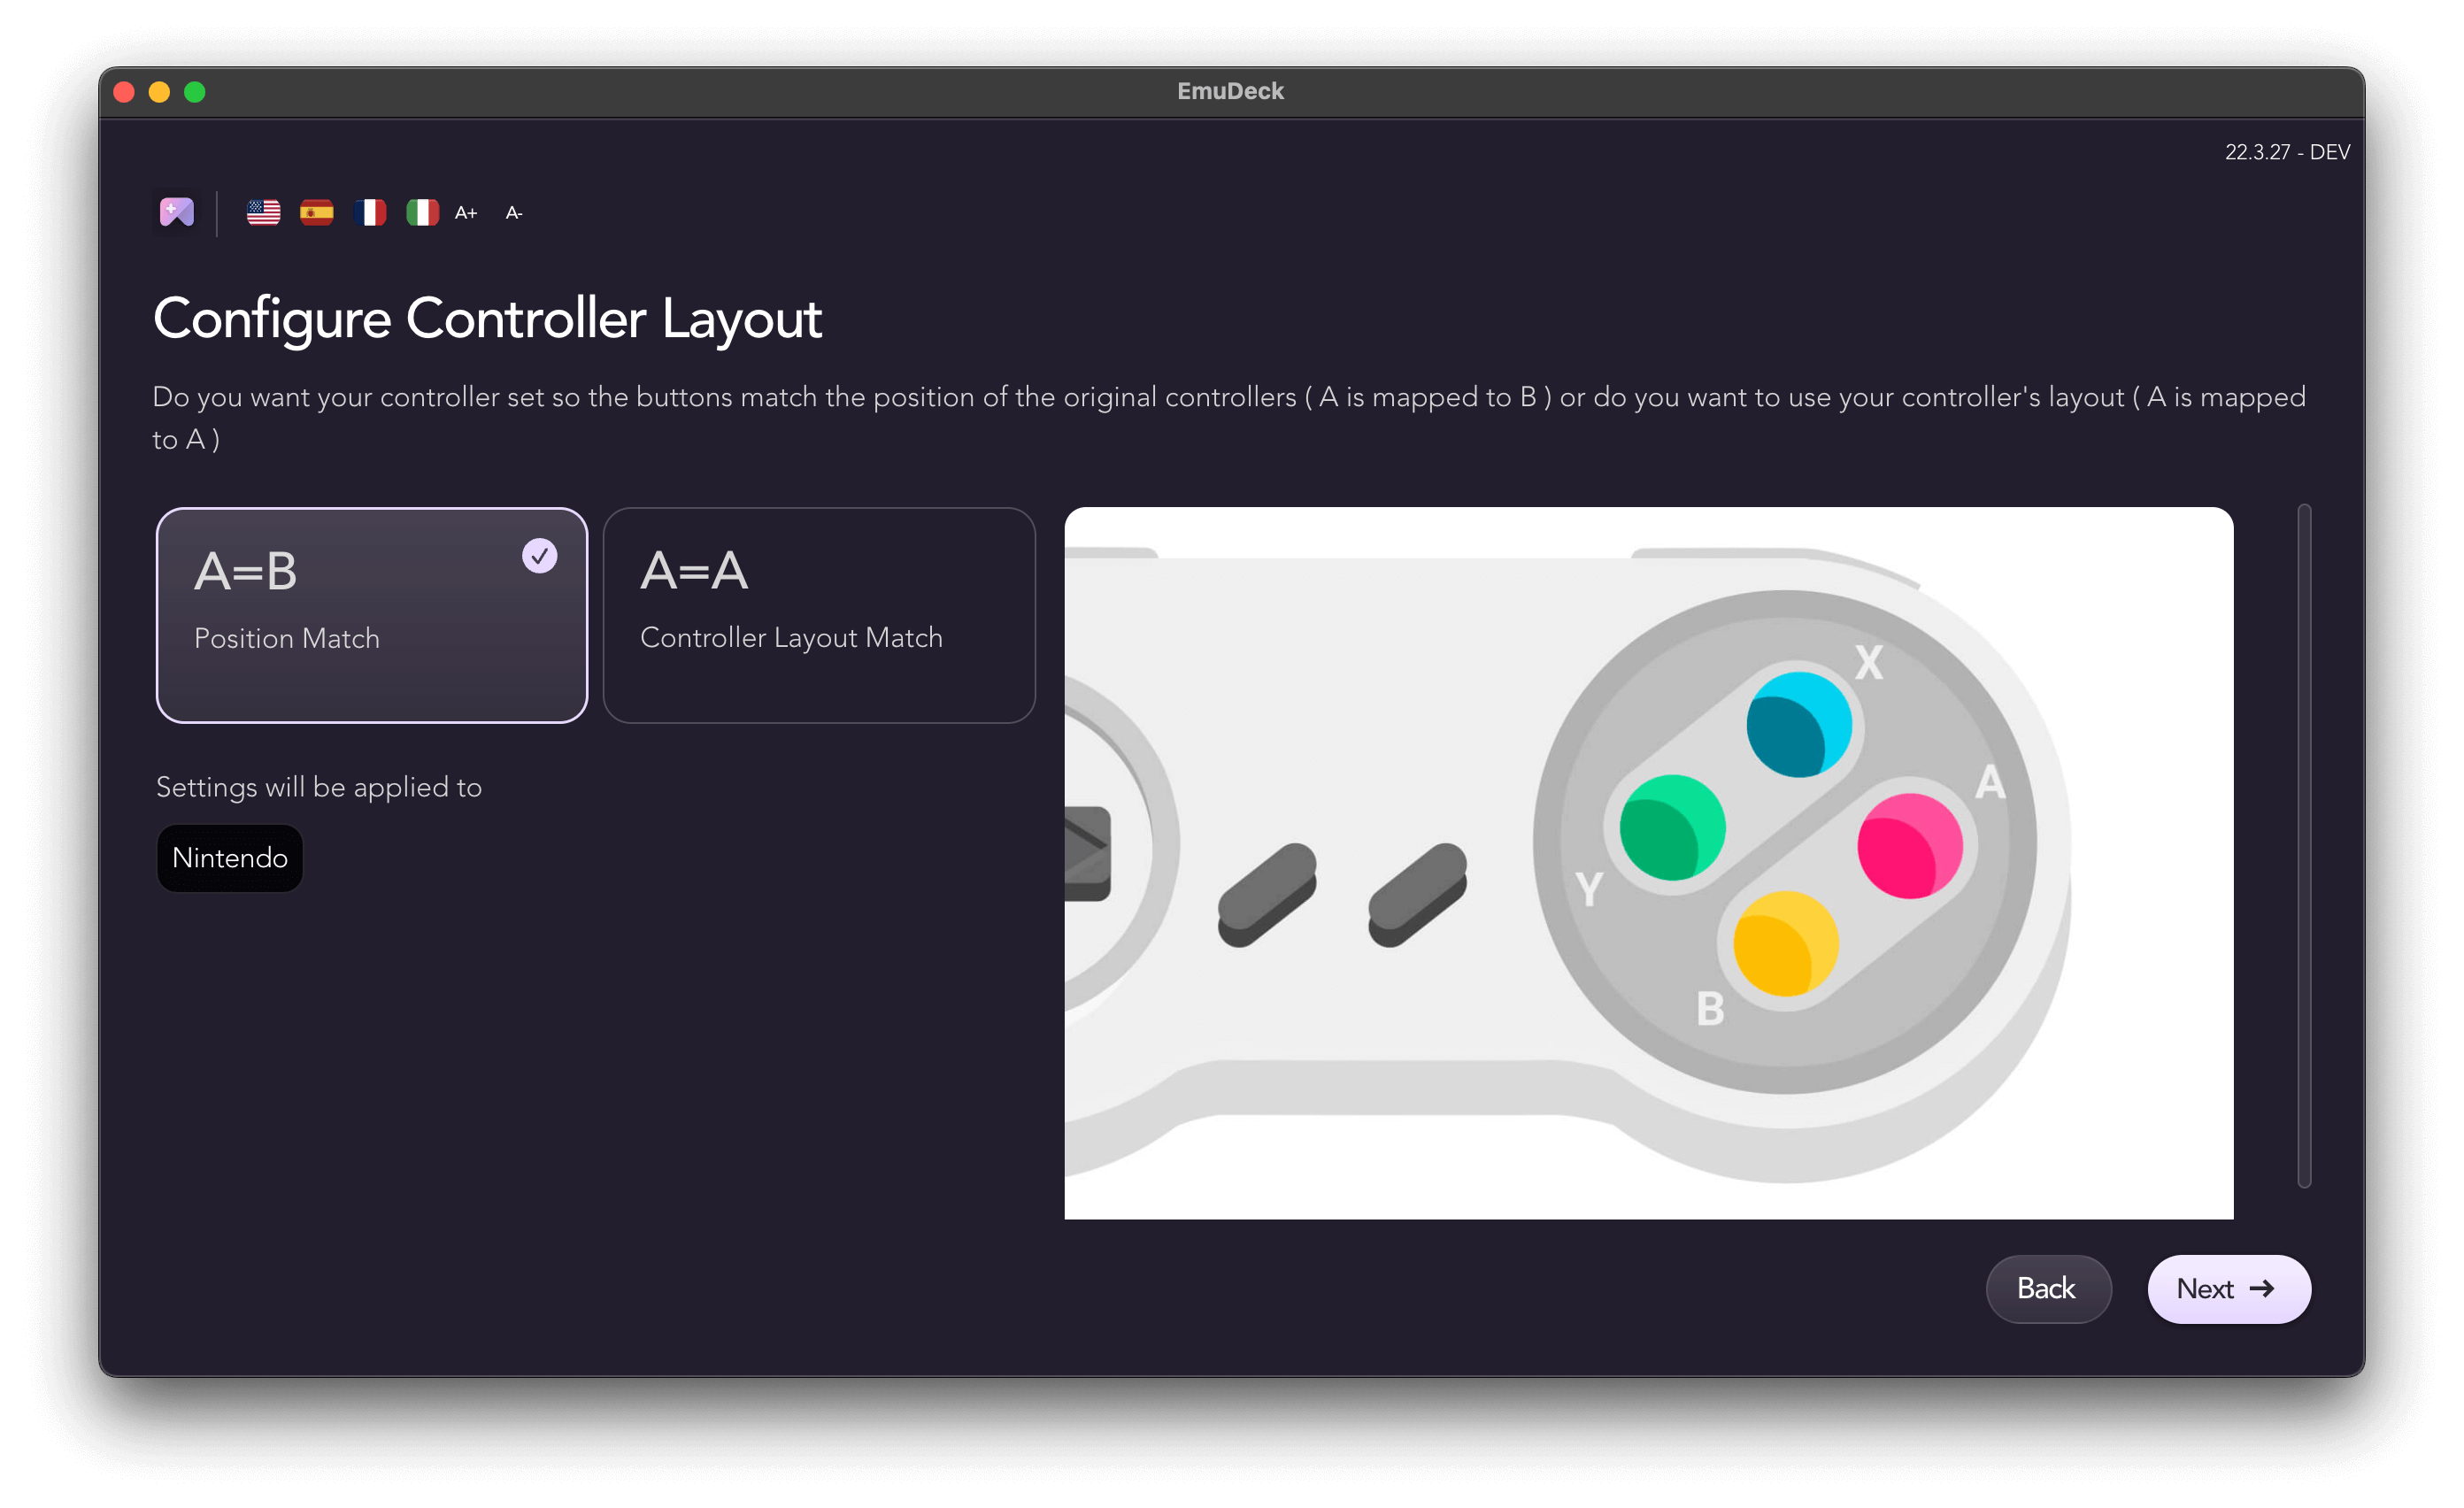 EmuDeck
22.3.27 - DEV
A+ A-
Configure Controller Layout
Do you want your controller set so the buttons match the position of the original controllers ( A is mapped to B ) or do you want to use your controller's layout ( A is mapped
to A )
A=B
Position Match
A=A
Controller Layout Match
Settings will be applied to
Nintendo
X
A
Y
B
Back
Next →